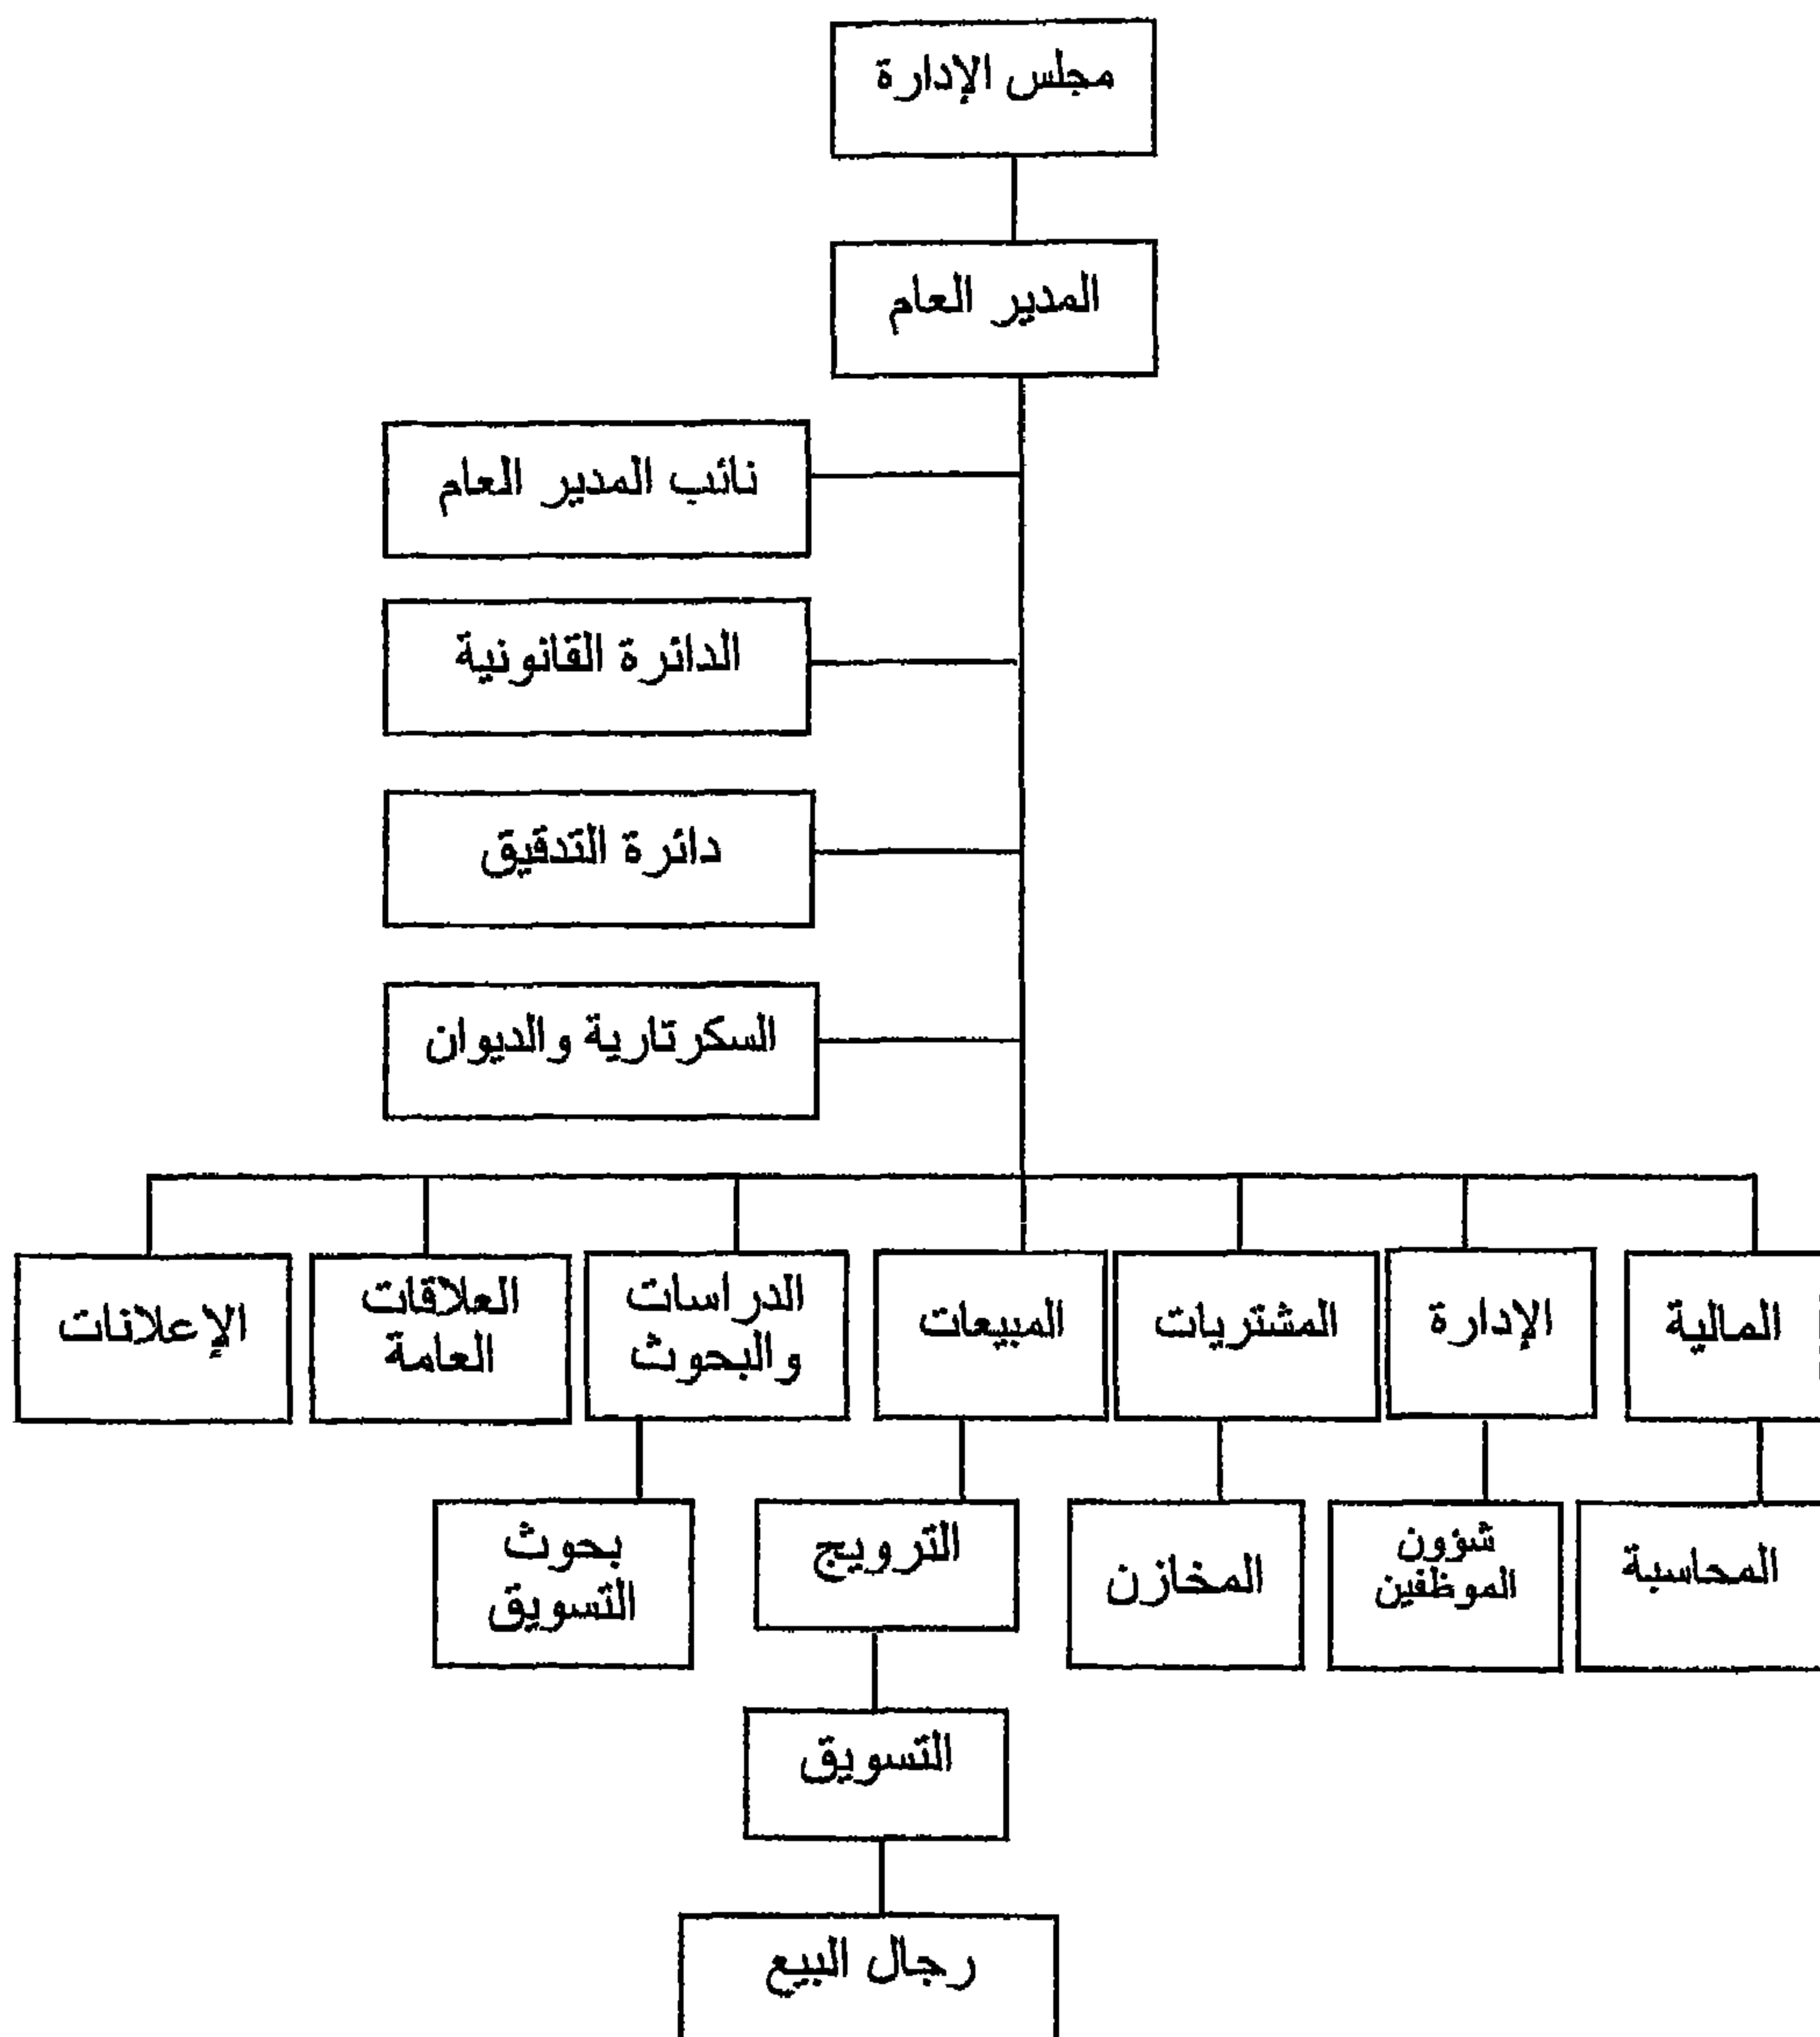 مجلس الإدارة
المدير العام
نائب المدير العام
الدائرة القانونية
دائرة التدقيق
السكرتارية والديوان
المالية
الإدارة
المشتريات
المبيعات
الدراسات
والبحوث
العلاقات
العامة
الإعلانات
المحاسبة
شؤون
الموظفين
المخازن
الترويج
بحوث
التسويق
التسويق
رجال البيع